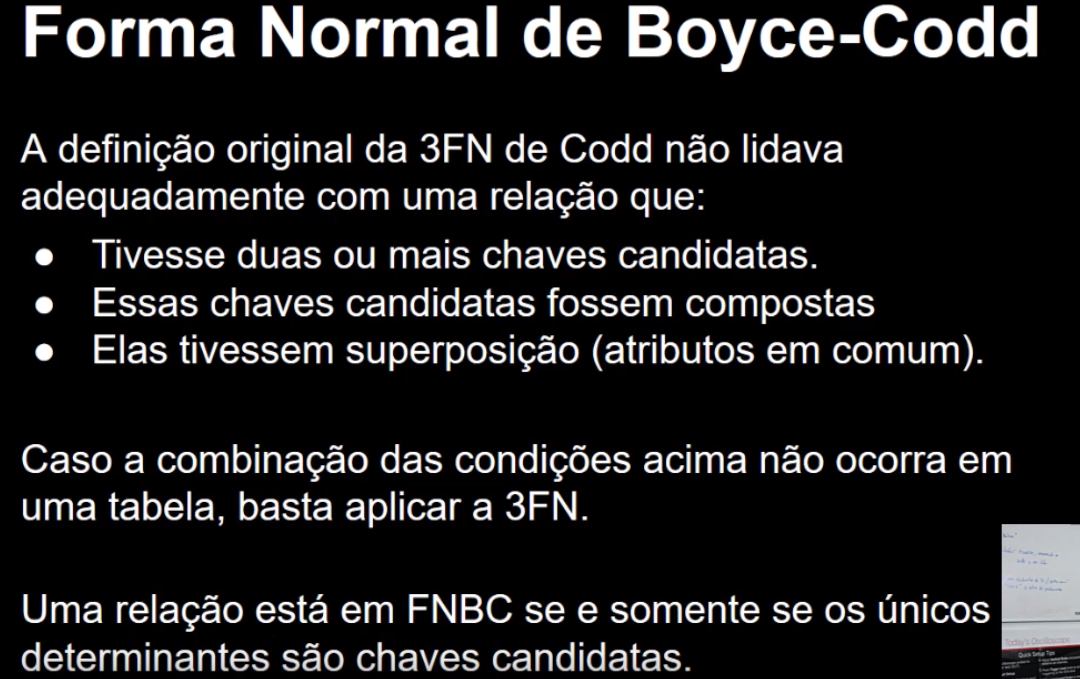 Forma Normal de Boyce-Codd
A definição original da 3FN de Codd não lidava
adequadamente com uma relação que:
● Tivesse duas ou mais chaves candidatas.
● Essas chaves candidatas fossem compostas
● Elas tivessem superposição (atributos em comum).
Caso a combinação das condições acima não ocorra em
uma tabela, basta aplicar a 3FN.
Uma relação está em FNBC se e somente se os únicos
determinantes são chaves candidatas.
Today's Oscilloscope
Quick Setup Tips